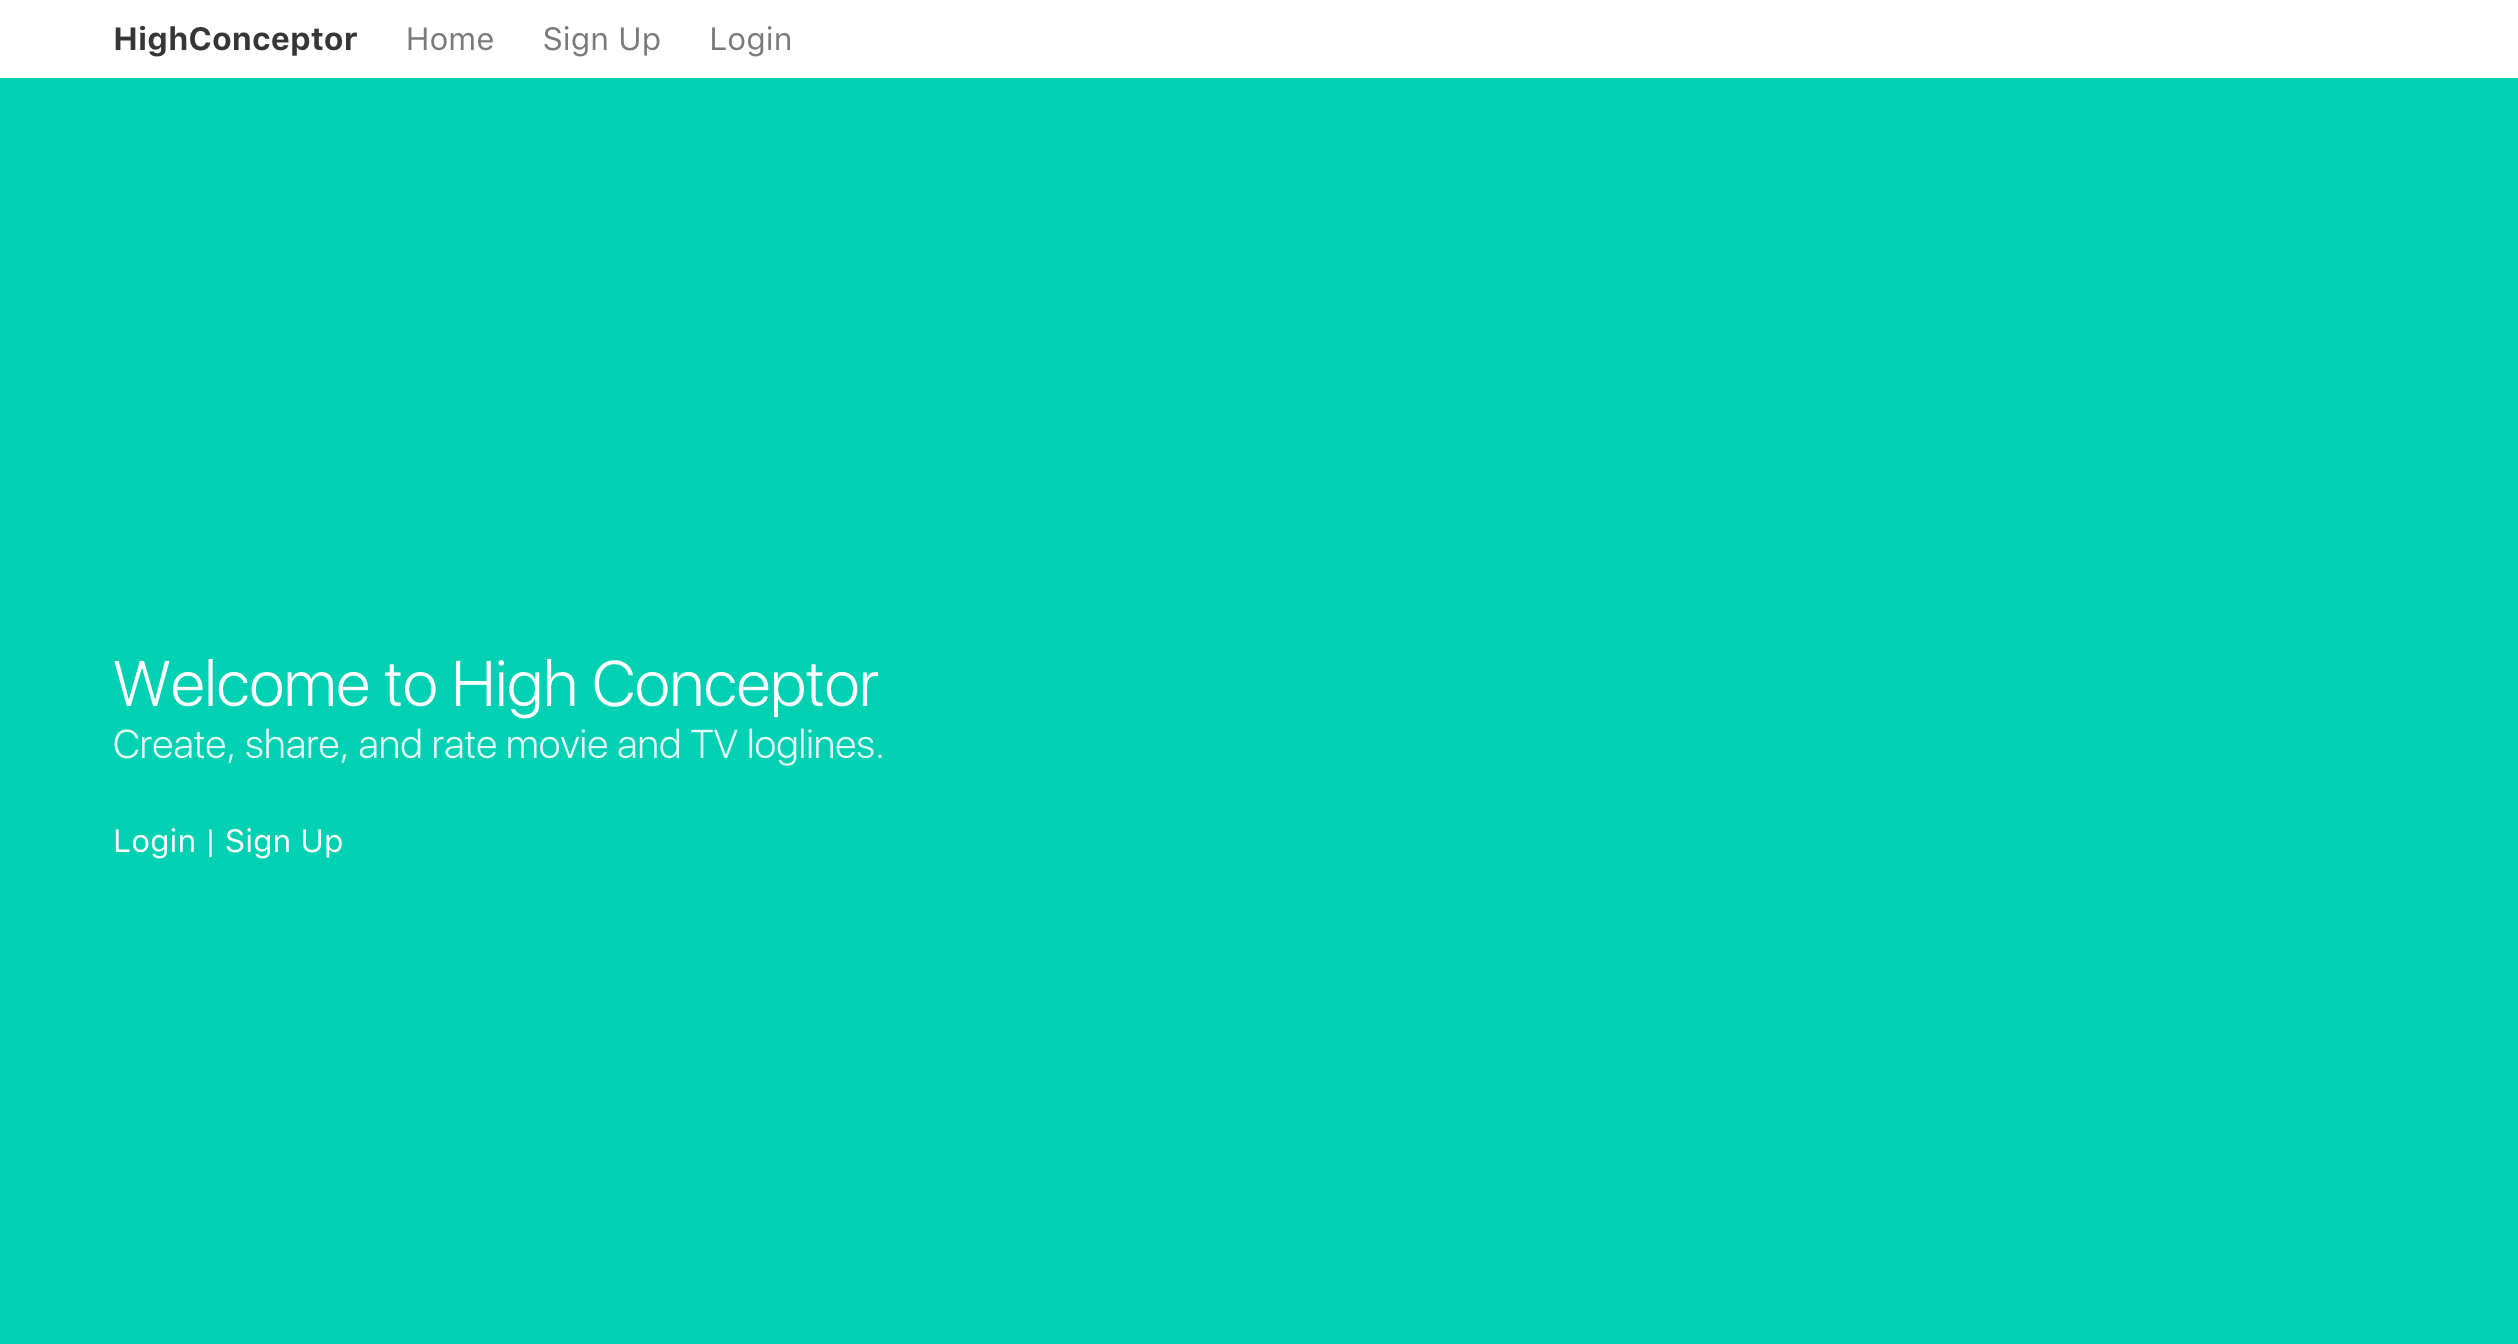 HighConceptor Home Sign Up Login
Welcome to High Conceptor
Create, share, and rate movie and TV loglines.
Login | Sign Up